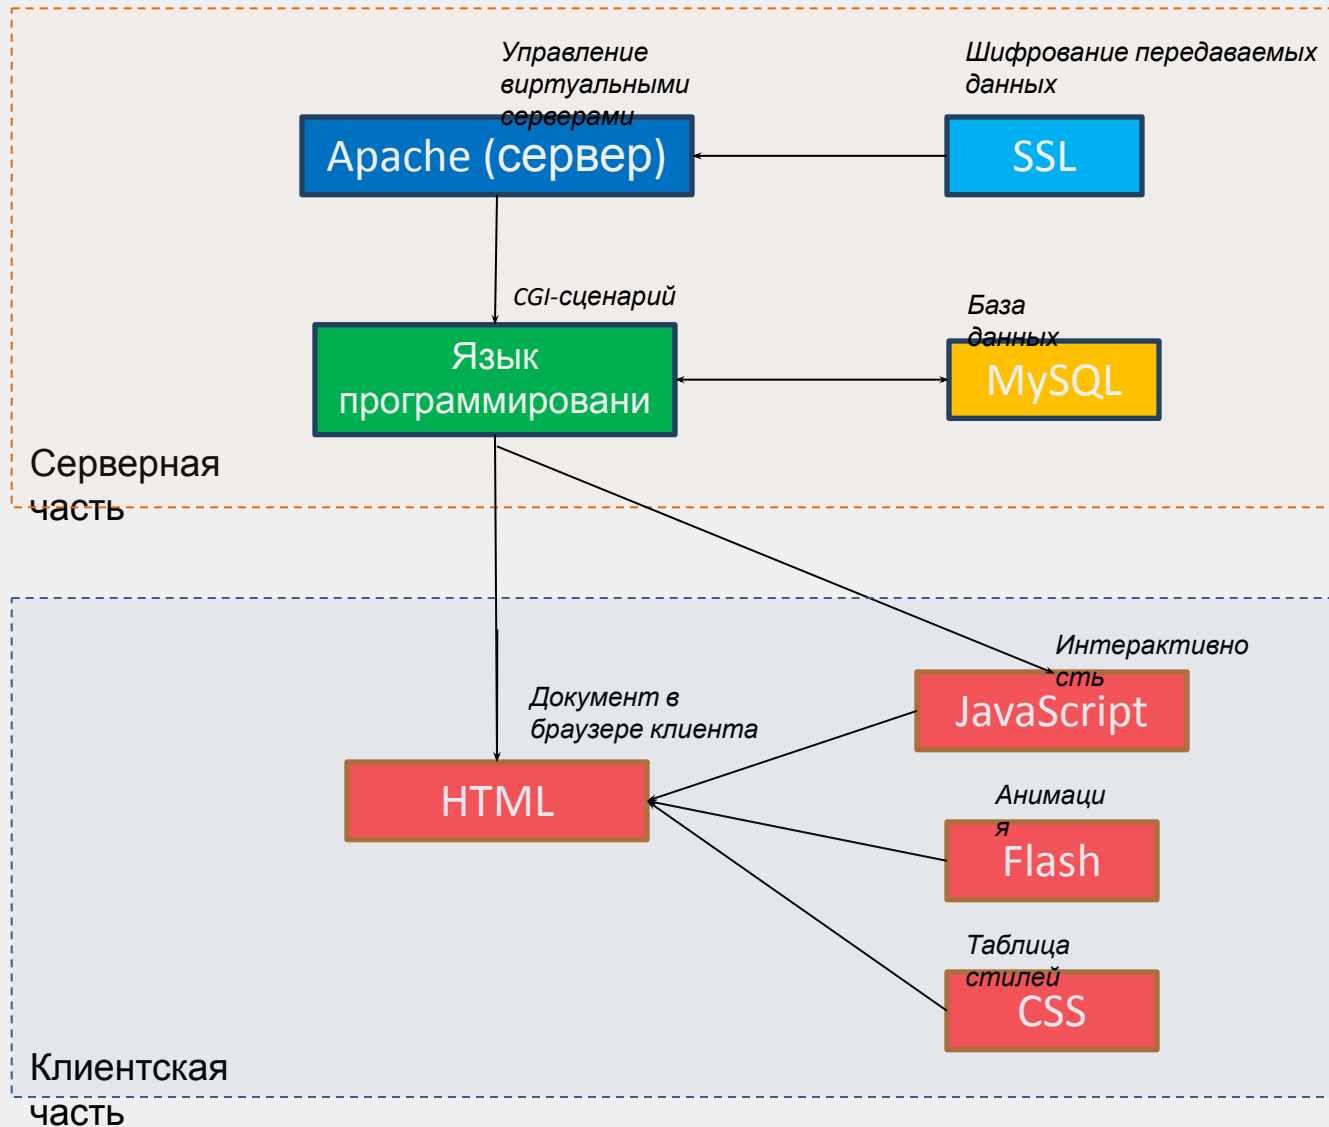 Управление
виртуальными
серверами
Шифрование передаваемых
данных
Apache (сервер)
SSL
CGI-сценарий
База
данных
Язык
программировани
MySQL
Серверная
часть
Интерактивно
сть
JavaScript
Документ в
браузере клиента
HTML
Анимаци
я
Flash
Таблица
стилей
CSS
Клиентская
часть